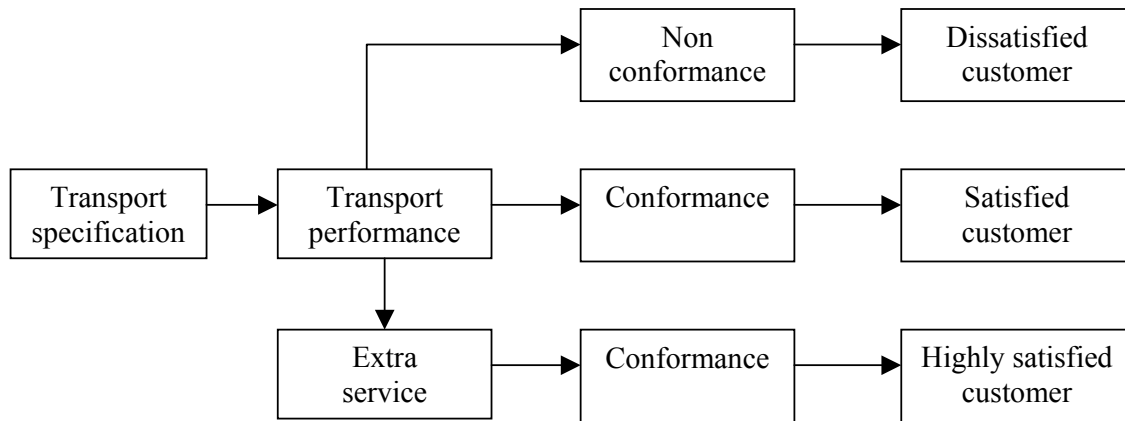 Non
conformance
Dissatisfied
customer
Transport
specification
Transport
performance
Conformance
Satisfied
customer
Extra
service
Conformance
Highly satisfied
customer